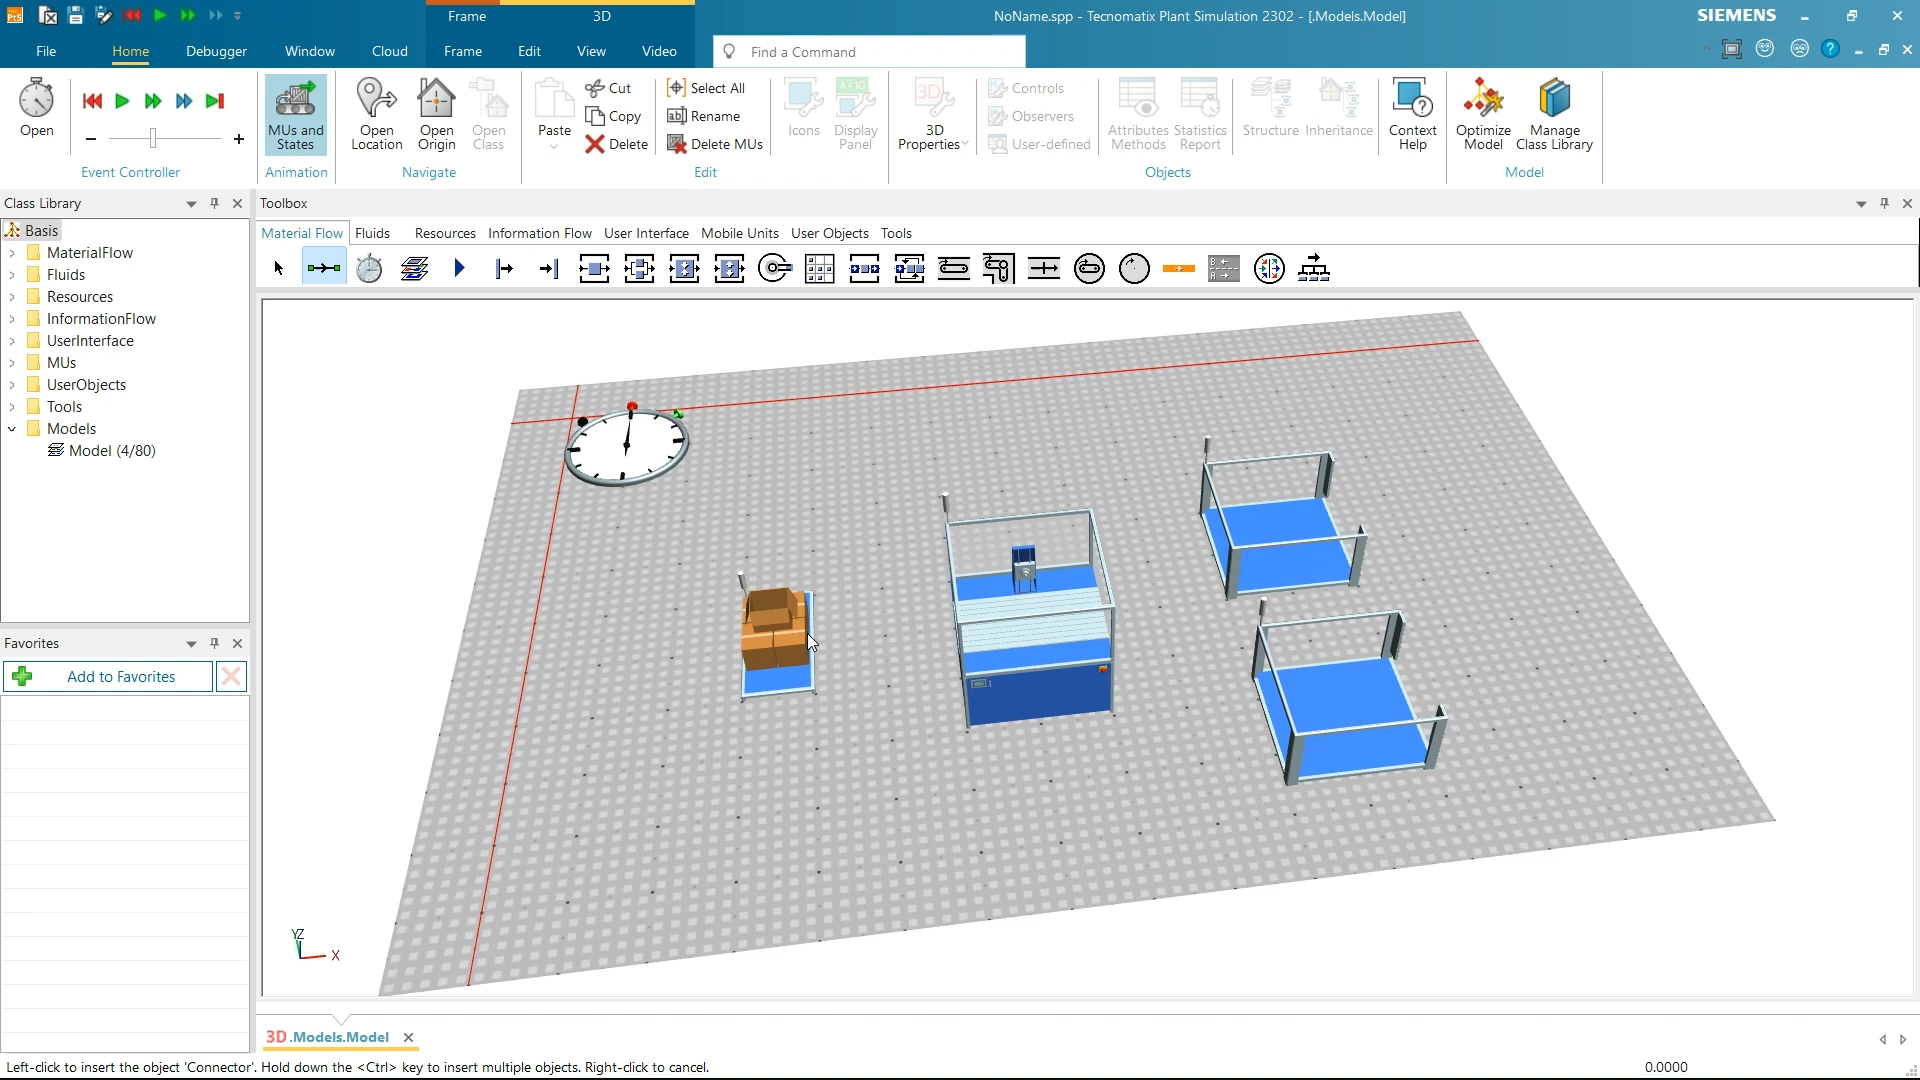 Frame
3D
NoName.spp - Tecnomatix Plant Simulation 2302 - [.Models.Model]
SIEMENS
File
Home
Debugger
Window
Cloud
Frame
Edit
View
Video
Find a Command
Open
Event Controller
MUs and States
Animation
Open Location
Open Origin
Open Class
Navigate
Paste
Cut
Copy
Delete
Select All
Rename
Delete MUs
Edit
Icons
Display Panel
3D Properties
Controls
Observers
User-defined
Attributes Methods
Statistics Report
Objects
Structure
Inheritance
Context Help
Optimize Model
Manage Class Library
Model
Class Library
Basis
MaterialFlow
Fluids
Resources
InformationFlow
UserInterface
MUs
UserObjects
Tools
Models
Model (4/80)
Toolbox
Material Flow
Fluids
Resources
Information Flow
User Interface
Mobile Units
User Objects
Tools
Favorites
Add to Favorites
YZ
X
3D .Models.Model
Left-click to insert the object 'Connector'. Hold down the <Ctrl> key to insert multiple objects. Right-click to cancel.
0.0000